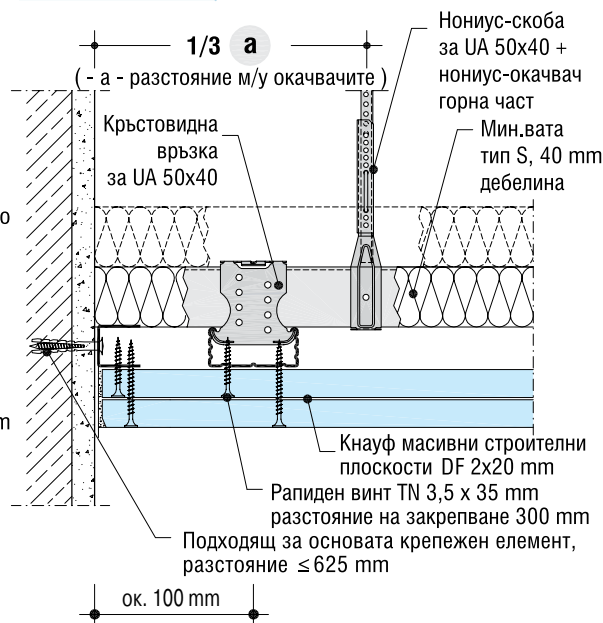 1/3 a
( - a - разстояние м/у окачвачите )
Нониус-скоба
за UA 50x40 +
нониус-окачвач
горна част
Кръстовидна
връзка
за UA 50x40
Мин.вата
тип S, 40 mm
дебелина
о
m
Кнауф масивни строителни
плоскости DF 2x20 mm
Рапиден винт TN 3,5 x 35 mm
разстояние на закрепване 300 mm
Подходящ за основата крепежен елемент,
разстояние ≤ 625 mm
ок. 100 mm